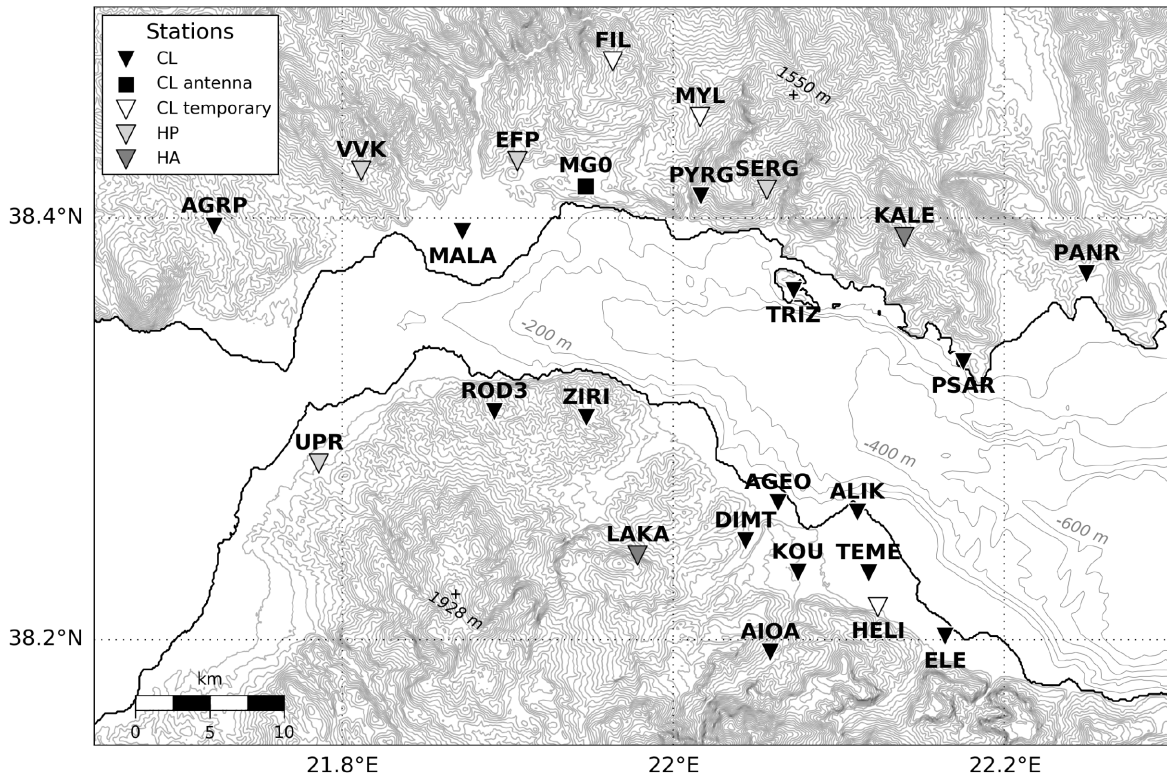 Stations
CL
CL antenna
CL temporary
HP
HA
FIL
1550 m
MYL
EFP
VVK
MG0
PYRG
SERG
AGRP
KALE
38.4°N
MALA
PANR
TRIZ
-200 m
PSAR
ROD3
ZIRI
UPR
-400 m
AGEO
ALIK
DIMT
-600 m
LAKA
KOU
TEME
1928 m
HELI
AIOA
38.2°N
ELE
km
0 5 10
21.8°E 22°E 22.2°E